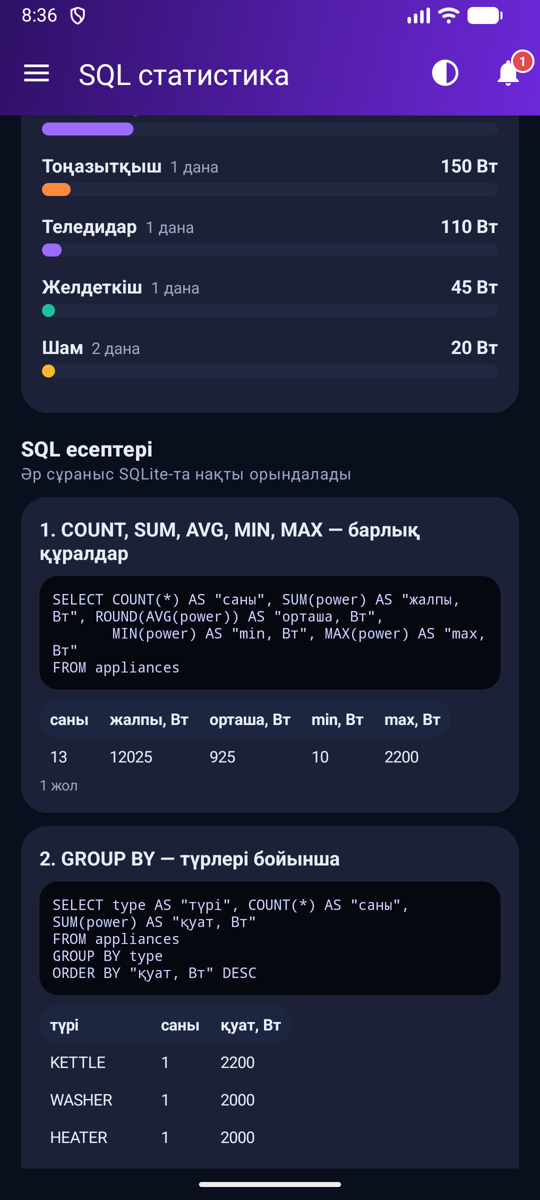 8:36
SQL статистика
1
Тоңазытқыш 1 дана 150 Вт
Теледидар 1 дана 110 Вт
Желдеткіш 1 дана 45 Вт
Шам 2 дана 20 Вт
SQL есептері
Әр сұраныс SQLite-та нақты орындалады
1. COUNT, SUM, AVG, MIN, MAX — барлық
құралдар
SELECT COUNT(*) AS "саны", SUM(power) AS "жалпы,
Вт", ROUND(AVG(power)) AS "орташа, Вт",
MIN(power) AS "min, Вт", MAX(power) AS "max,
Вт"
FROM appliances
саны жалпы, Вт орташа, Вт min, Вт max, Вт
13 12025 925 10 2200
1 жол
2. GROUP BY — түрлері бойынша
SELECT type AS "түрі", COUNT(*) AS "саны",
SUM(power) AS "қуат, Вт"
FROM appliances
GROUP BY type
ORDER BY "қуат, Вт" DESC
түрі саны қуат, Вт
KETTLE 1 2200
WASHER 1 2000
HEATER 1 2000